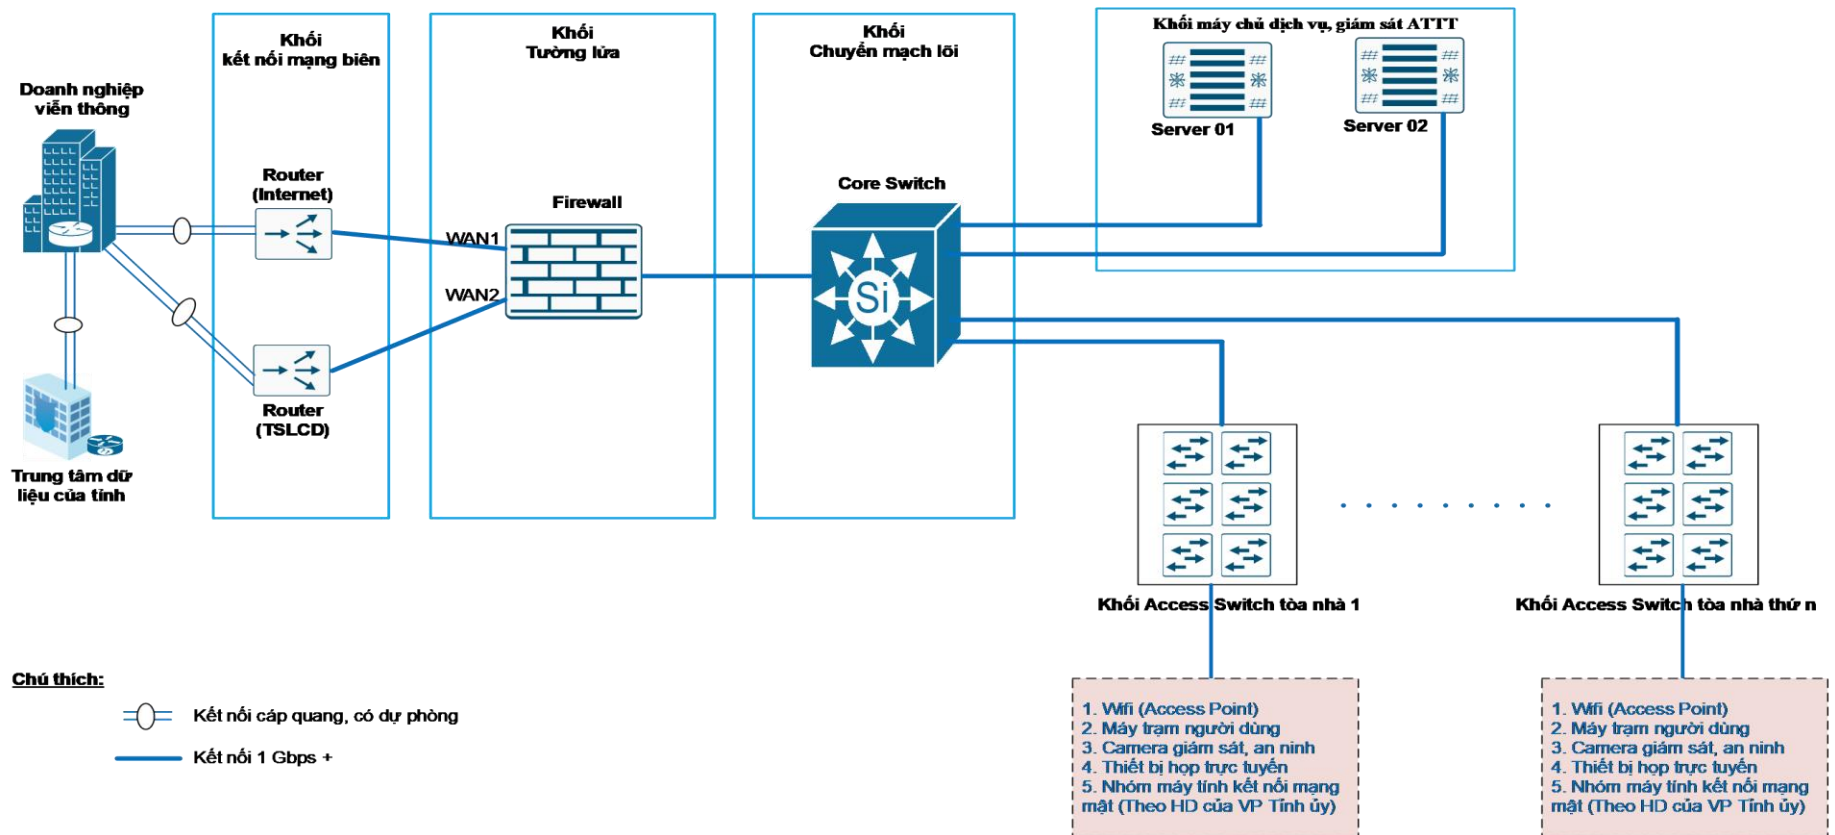 Khối
kết nối mạng biên
Khối
Tường lửa
Khối
Chuyển mạch lõi
Khối máy chủ dịch vụ, giám sát ATTT
Doanh nghiệp
viễn thông
Server 01
Server 02
Router
(Internet)
Firewall
Core Switch
WAN1
WAN2
Si
Router
(TSLCD)
Trung tâm dữ
liệu của tỉnh
Khối Access Switch tòa nhà 1
Khối Access Switch tòa nhà thứ n
Chú thích:
Kết nối cáp quang, có dự phòng
Kết nối 1 Gbps +
1. Wifi (Access Point)
2. Máy trạm người dùng
3. Camera giám sát, an ninh
4. Thiết bị họp trực tuyến
5. Nhóm máy tính kết nối mạng
mật (Theo HD của VP Tỉnh ủy)
1. Wifi (Access Point)
2. Máy trạm người dùng
3. Camera giám sát, an ninh
4. Thiết bị họp trực tuyến
5. Nhóm máy tính kết nối mạng
mật (Theo HD của VP Tỉnh ủy)